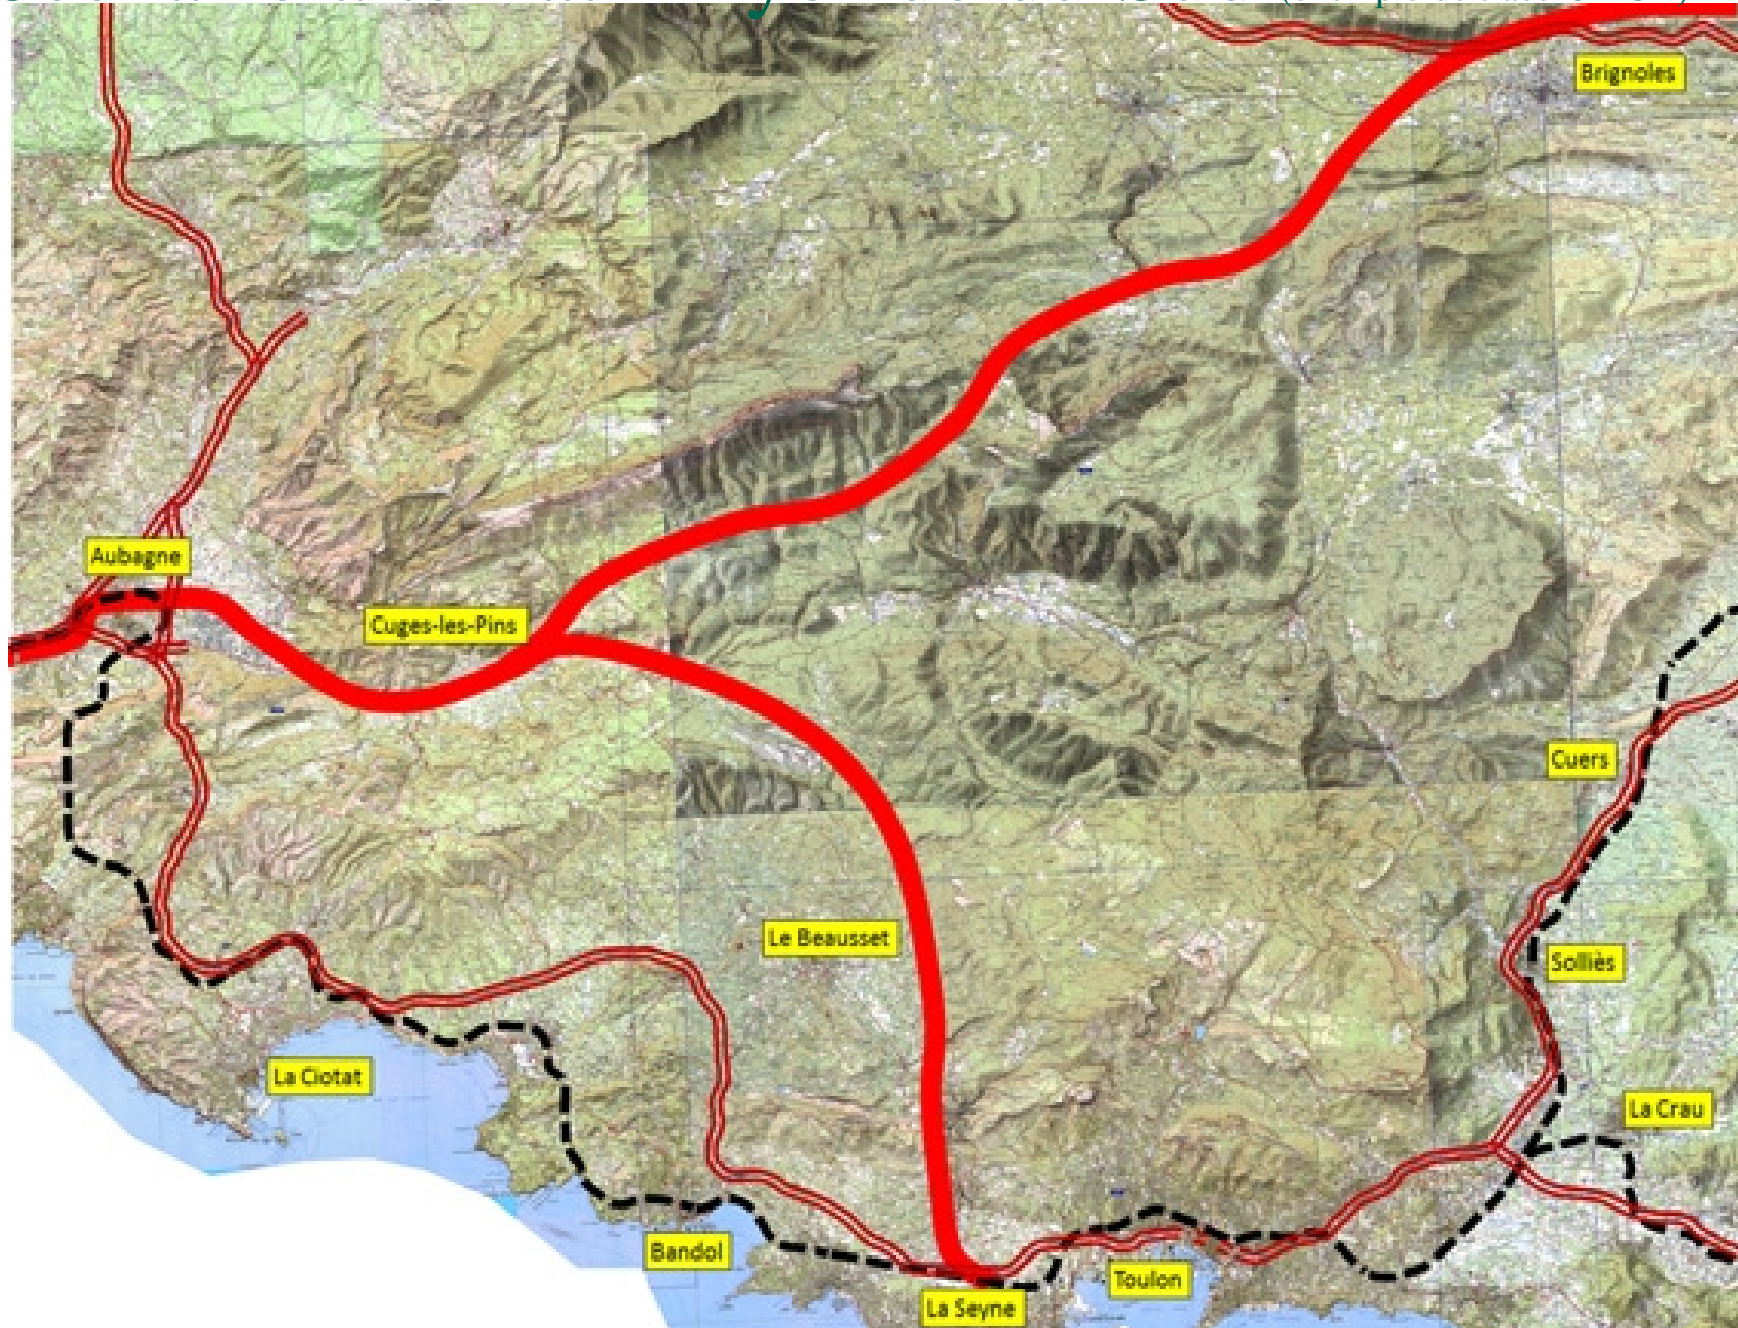 Brignoles
Aubagne
Cuges-les-Pins
Cuers
Le Beausset
Solliès
La Ciotat
La Crau
Bandol
Toulon
La Seyne